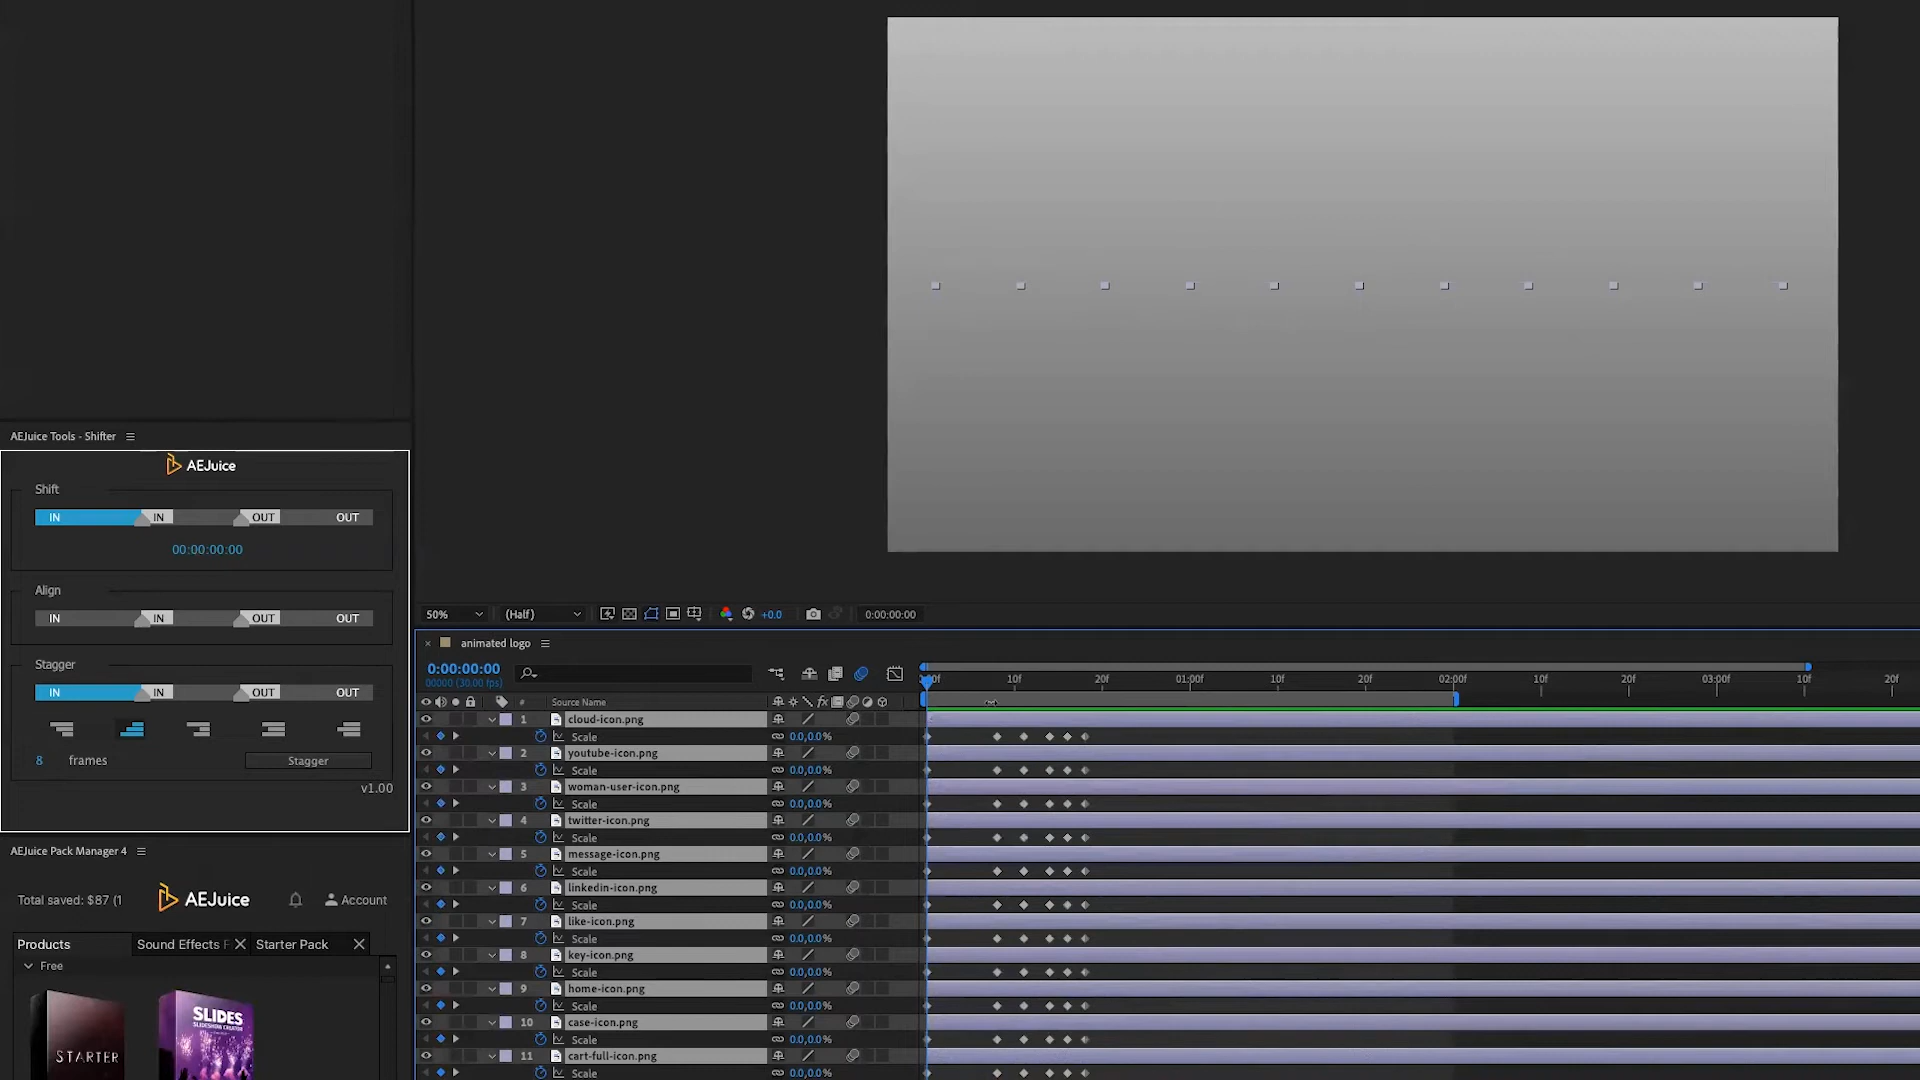 AEJuice Tools - Shifter
AEJuice
Shift
IN IN OUT OUT
00:00:00:00
Align
IN IN OUT OUT
Stagger
IN IN OUT OUT
8 frames Stagger
v1.00
AEJuice Pack Manager 4
Total saved: $87 (1 AEJuice Account
Products Sound Effects F Starter Pack
Free
STARTER
SLIDES
SLIDESHOW CREATOR
50% (Half) +0.0 0:00:00:00
animated logo
0:00:00:00
00000 (30.00 fps)
:00f 10f 20f 01:00f 10f 20f 02:00f 10f 20f 03:00f 10f 20f
# Source Name fx
1 cloud-icon.png
Scale 0.0,0.0%
2 youtube-icon.png
Scale 0.0,0.0%
3 woman-user-icon.png
Scale 0.0,0.0%
4 twitter-icon.png
Scale 0.0,0.0%
5 message-icon.png
Scale 0.0,0.0%
6 linkedin-icon.png
Scale 0.0,0.0%
7 like-icon.png
Scale 0.0,0.0%
8 key-icon.png
Scale 0.0,0.0%
9 home-icon.png
Scale 0.0,0.0%
10 case-icon.png
Scale 0.0,0.0%
11 cart-full-icon.png
Scale 0.0,0.0%